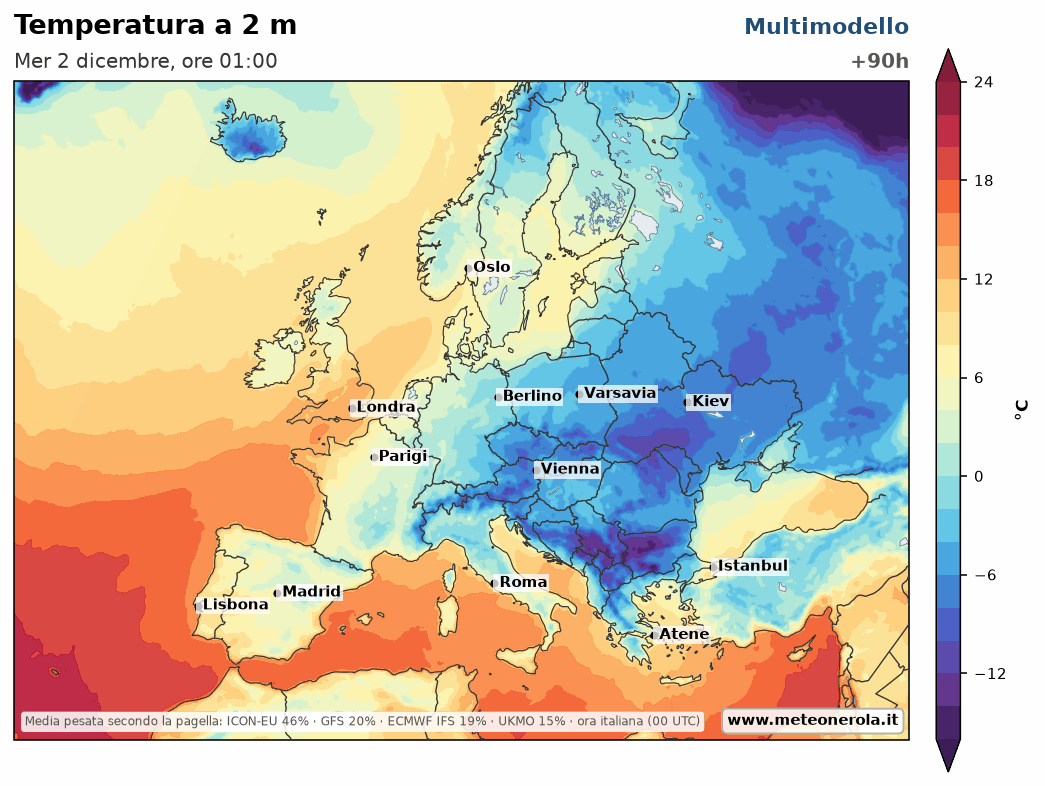 Temperatura a 2 m
Multimodello
Mer 2 dicembre, ore 01:00
+90h
24
18
12
6
0
−6
−12
°C
Oslo
Londra
Berlino
Varsavia
Kiev
Parigi
Vienna
Istanbul
Roma
Madrid
Lisbona
Atene
Media pesata secondo la pagella: ICON-EU 46% · GFS 20% · ECMWF IFS 19% · UKMO 15% · ora italiana (00 UTC)
www.meteonerola.it